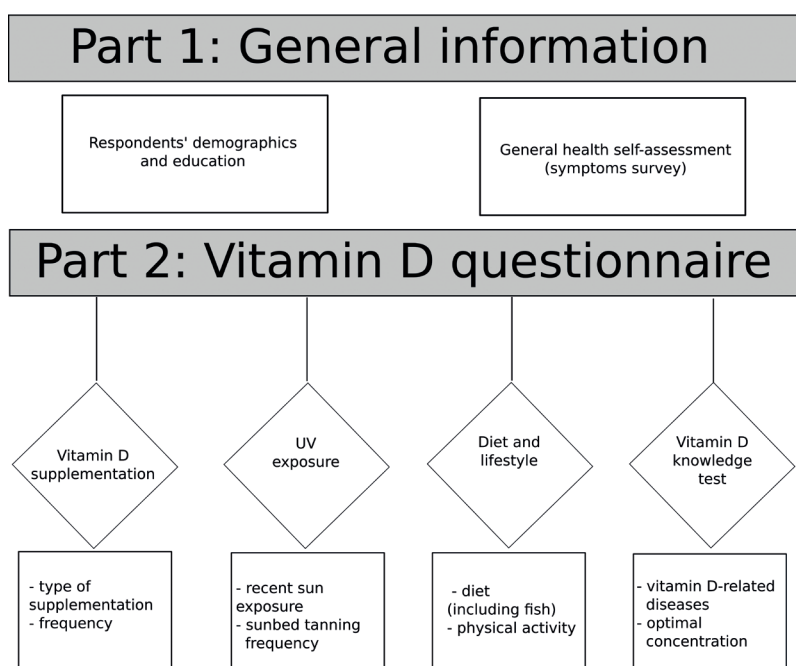 Part 1: General information
Respondents' demographics
and education
General health self-assessment
(symptoms survey)
Part 2: Vitamin D questionnaire
Vitamin D
supplementation
UV
exposure
Diet and
lifestyle
Vitamin D
knowledge
test
- type of
supplementation
- frequency
- recent sun
exposure
- sunbed tanning
frequency
- diet
(including fish)
- physical activity
- vitamin D-related
diseases
- optimal
concentration